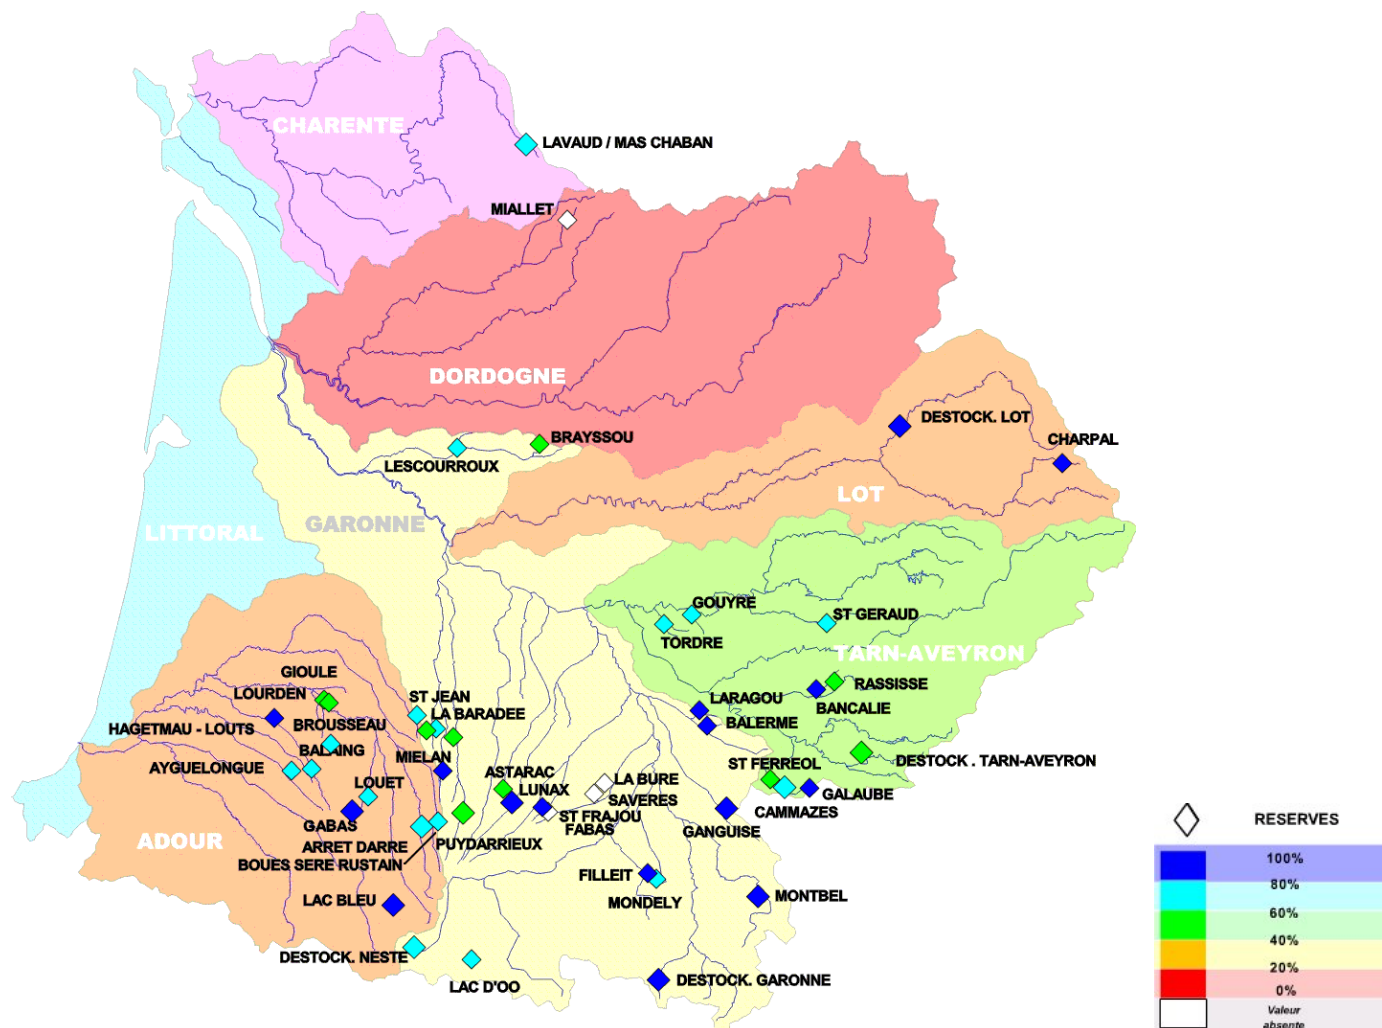 CHARENTE
LAVAUD / MAS CHABAN
MIALLET
DORDOGNE
DESTOCK. LOT
BRAYSSOU
CHARPAL
LESCOURROUX
LOT
GARONNE
LITTORAL
GOUYRE
ST GERAUD
TORDRE
TARN-AVEYRON
GIOULE
RASSISSE
LOURDEN
ST JEAN
LARAGOU
BANCALIE
LA BARADEE
HAGETMAU - LOUTS
BROUSSEAU
BALERME
BALAING
MIELAN
DESTOCK . TARN-AVEYRON
AYGUELONGUE
ST FERREOL
ASTARAC
LOUET
LA BURE
LUNAX
GALAUBE
SAVERES
CAMMAZES
ST FRAJOU
GABAS
FABAS
GANGUISE
ADOUR
ARRET DARRE
PUYDARRIEUX
BOUES SERE RUSTAIN
FILLEIT
MONTBEL
LAC BLEU
MONDELY
DESTOCK. NESTE
DESTOCK. GARONNE
LAC D'OO
RESERVES
100%
80%
60%
40%
20%
0%
Valeur
absente